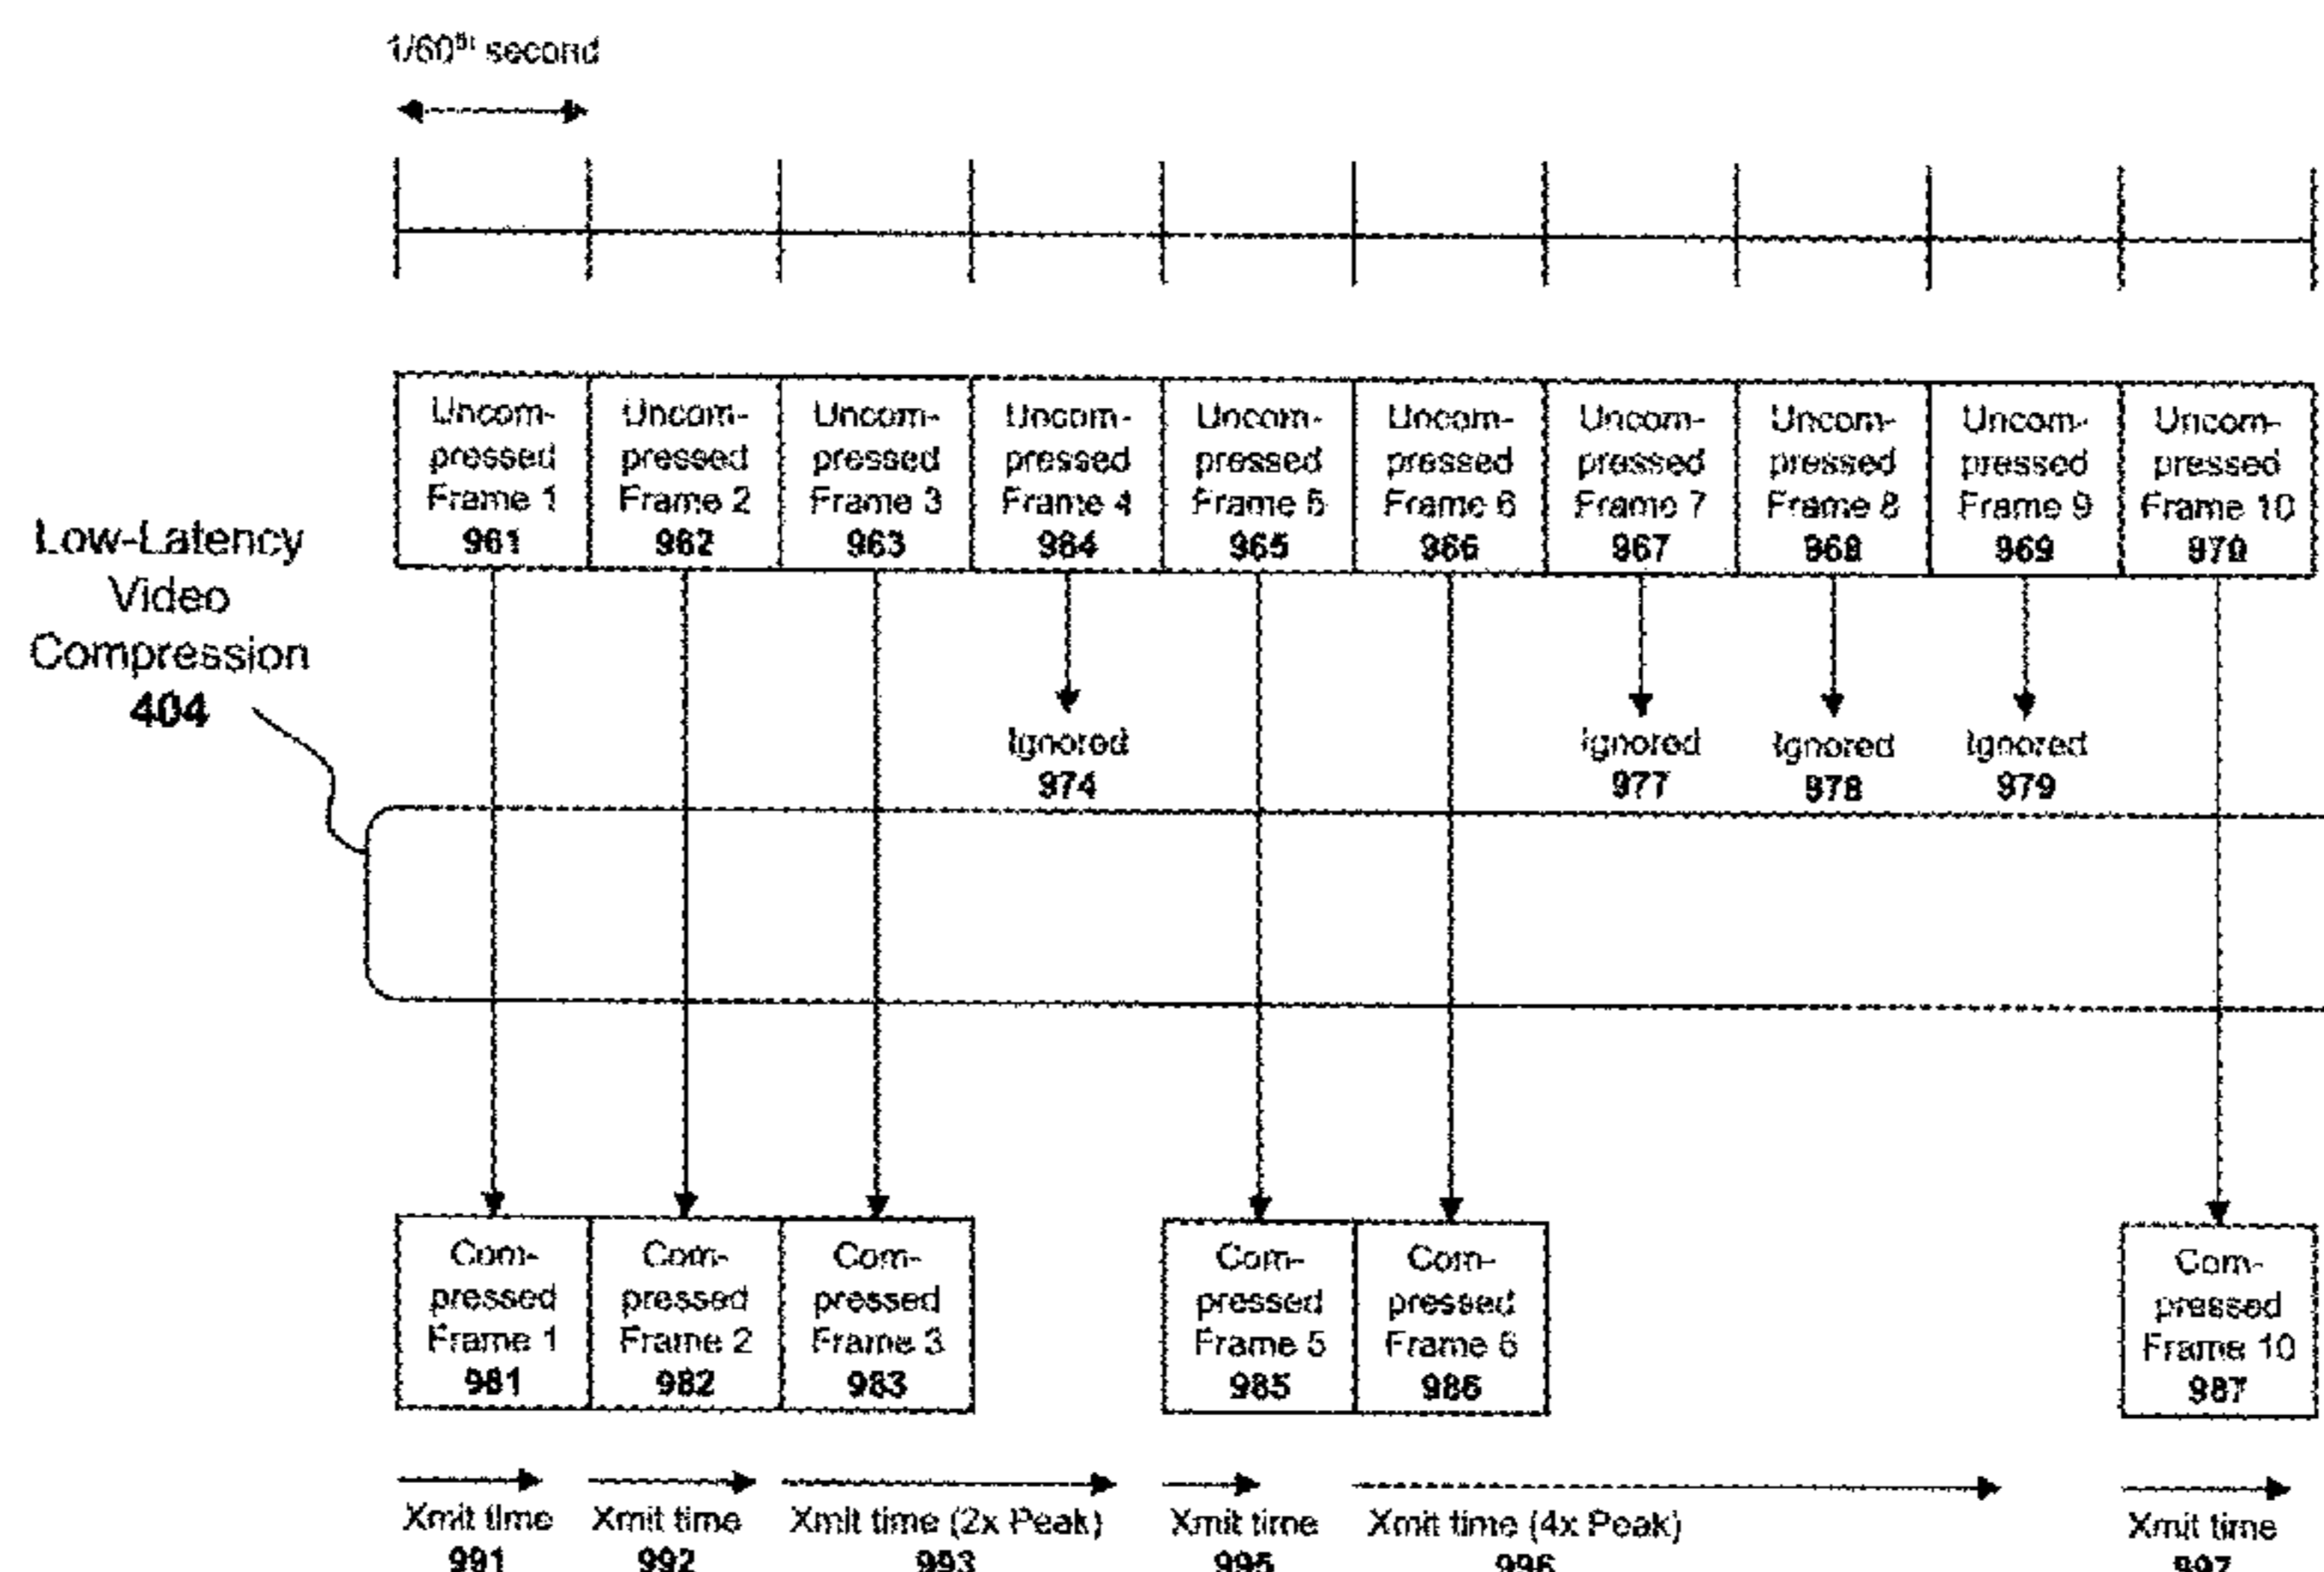 1/60th second
Uncom-
pressed
Frame 1
961
Uncom-
pressed
Frame 2
962
Uncom-
pressed
Frame 3
963
Uncom-
pressed
Frame 4
964
Uncom-
pressed
Frame 5
965
Uncom-
pressed
Frame 6
966
Uncom-
pressed
Frame 7
967
Uncom-
pressed
Frame 8
968
Uncom-
pressed
Frame 9
969
Uncom-
pressed
Frame 10
970
Low-Latency
Video
Compression
404
Ignored
974
Ignored
977
Ignored
978
Ignored
979
Com-
pressed
Frame 1
981
Com-
pressed
Frame 2
982
Com-
pressed
Frame 3
983
Com-
pressed
Frame 5
985
Com-
pressed
Frame 6
986
Com-
pressed
Frame 10
987
Xmit time
991
Xmit time
992
Xmit time (2x Peak)
993
Xmit time
995
Xmit time (4x Peak)
996
Xmit time
997